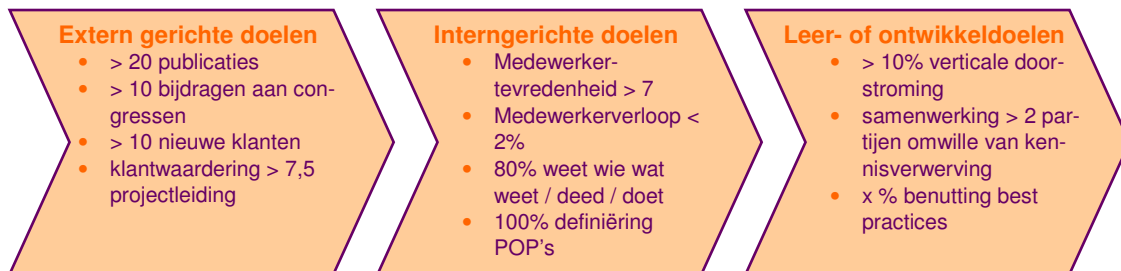 Extern gerichte doelen
• > 20 publicaties
• > 10 bijdragen aan con-
gressen
• > 10 nieuwe klanten
• klantwaardering > 7,5
projectleiding
Interngerichte doelen
• Medewerker-
tevredenheid > 7
• Medewerkerverloop <
2%
• 80% weet wie wat
weet / deed / doet
• 100% definiëring
POP's
Leer- of ontwikkeldoelen
• > 10% verticale door-
stroming
• samenwerking > 2 par-
tijen omwille van ken-
nisverwerving
• x % benutting best
practices